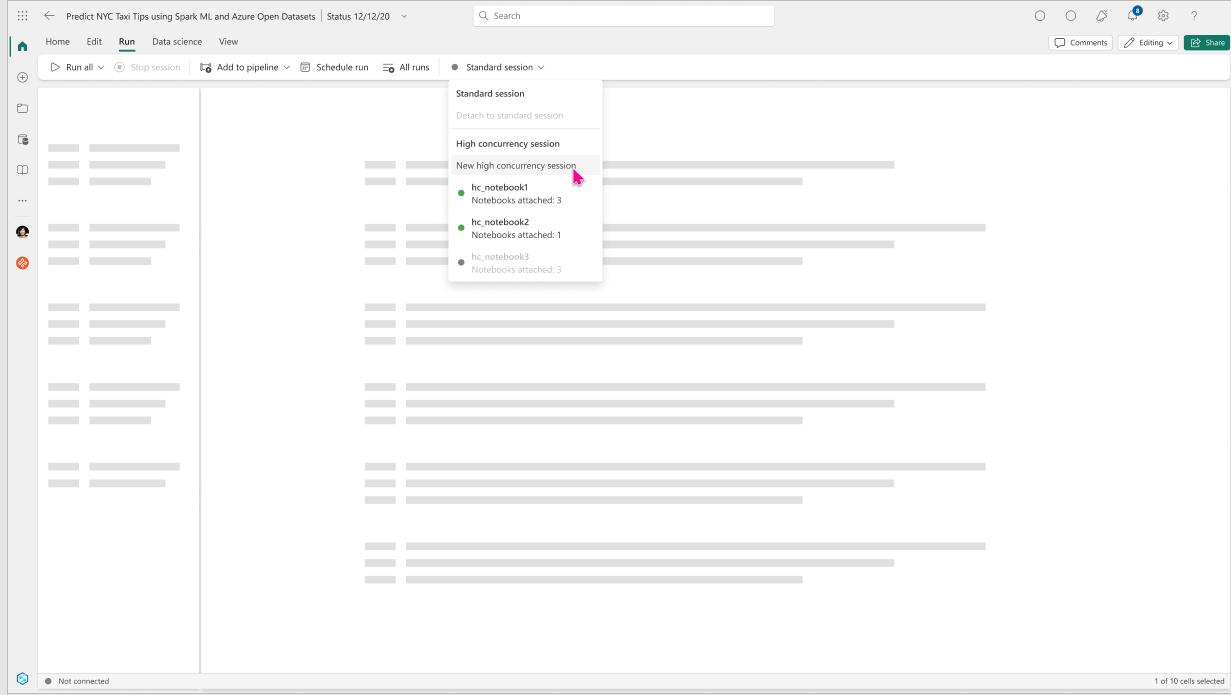 Predict NYC Taxi Tips using Spark ML and Azure Open Datasets | Status 12/12/20
Search
8
?
Home Edit Run Data science View
Comments Editing Share
Run all Stop session Add to pipeline Schedule run All runs Standard session
Standard session
Detach to standard session
High concurrency session
New high concurrency session
hc_notebook1
Notebooks attached: 3
hc_notebook2
Notebooks attached: 1
hc_notebook3
Notebooks attached: 3
Not connected
1 of 10 cells selected